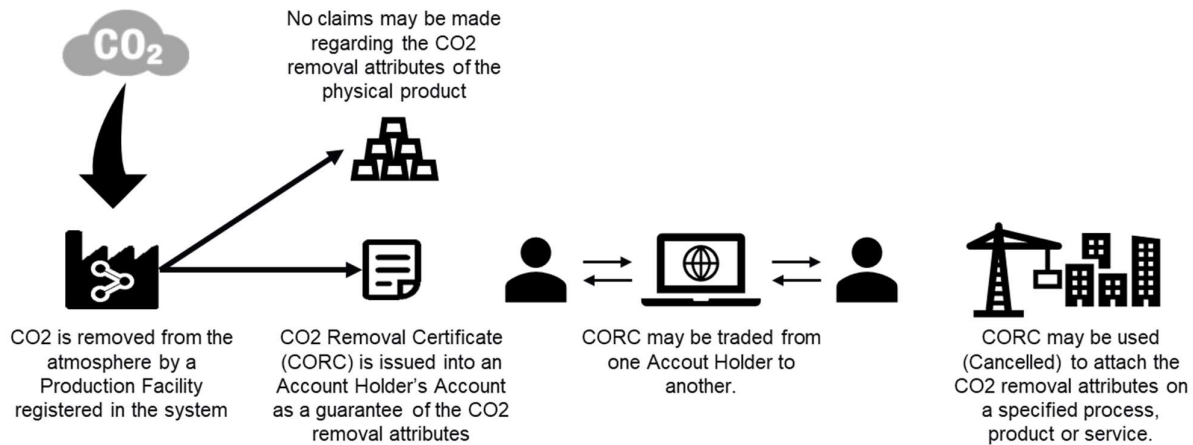 CO2
No claims may be made
regarding the CO2
removal attributes of the
physical product
CO2 is removed from the
atmosphere by a
Production Facility
registered in the system
CO2 Removal Certificate
(CORC) is issued into an
Account Holder's Account
as a guarantee of the CO2
removal attributes
CORC may be traded from
one Accout Holder to
another.
CORC may be used
(Cancelled) to attach the
CO2 removal attributes on
a specified process,
product or service.